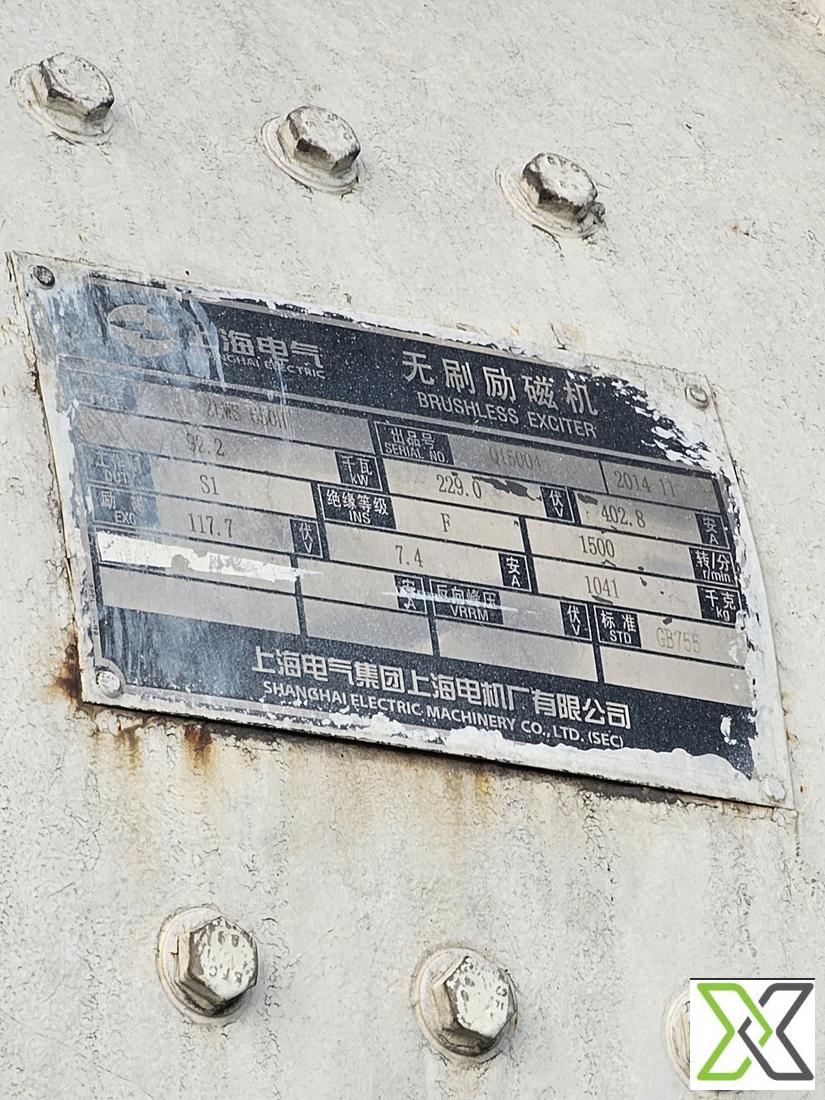 上海电气
SHANGHAI ELECTRIC
无刷励磁机
BRUSHLESS EXCITER
出品号
SERIAL NO
Q15004
2014 11
92.2
千瓦
kW
229.0
伏
V
402.8
安
A
S1
绝缘等级
INS
F
1500
转/分
r/min
励
EXC
117.7
伏
V
7.4
安
A
1041
千克
kg
安
A
反向峰压
VRRM
伏
V
标准
STD
GB755
上海电气集团上海电机厂有限公司
SHANGHAI ELECTRIC MACHINERY CO., LTD. (SEC)